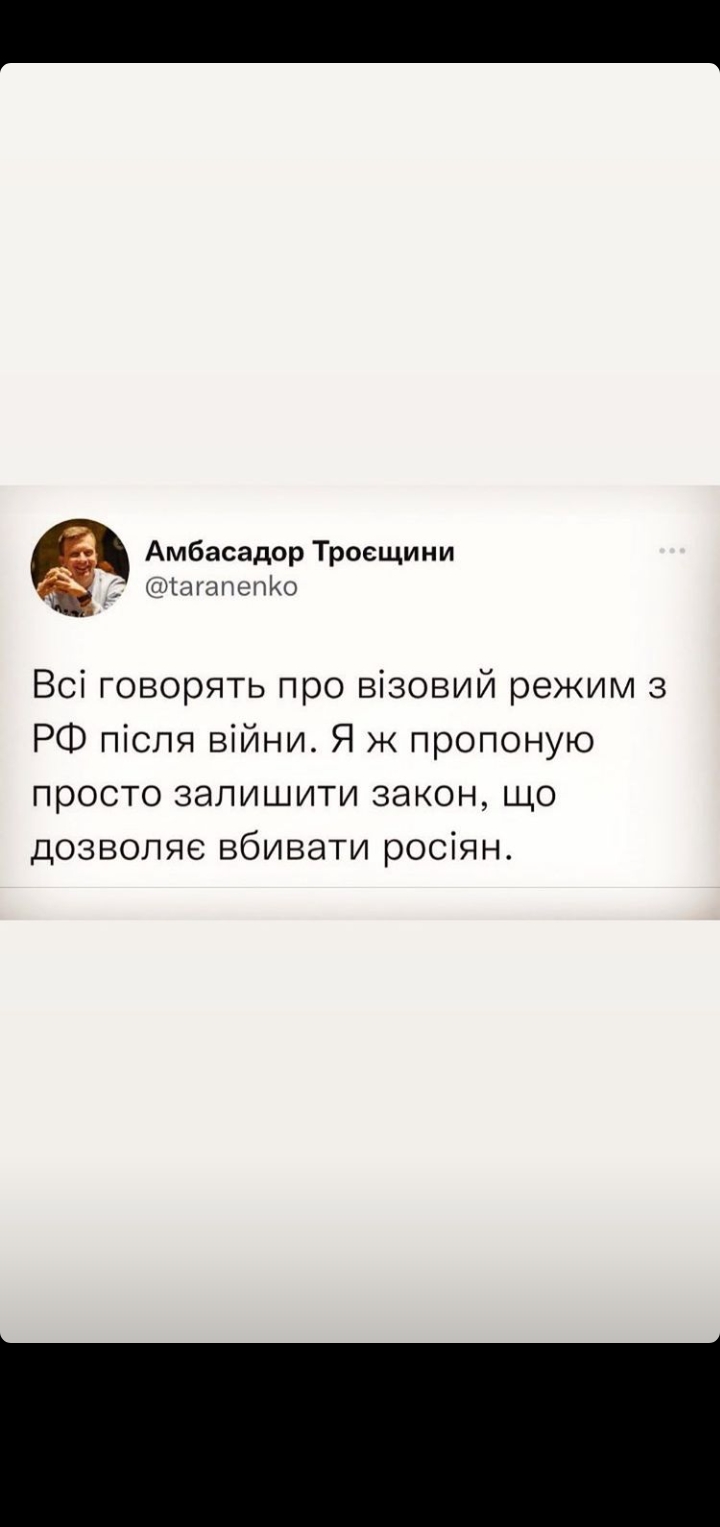 Амбасадор Троєщини
@taranenko
Всі говорять про візовий режим з
РФ після війни. Я ж пропоную
просто залишити закон, що
дозволяє вбивати росіян.